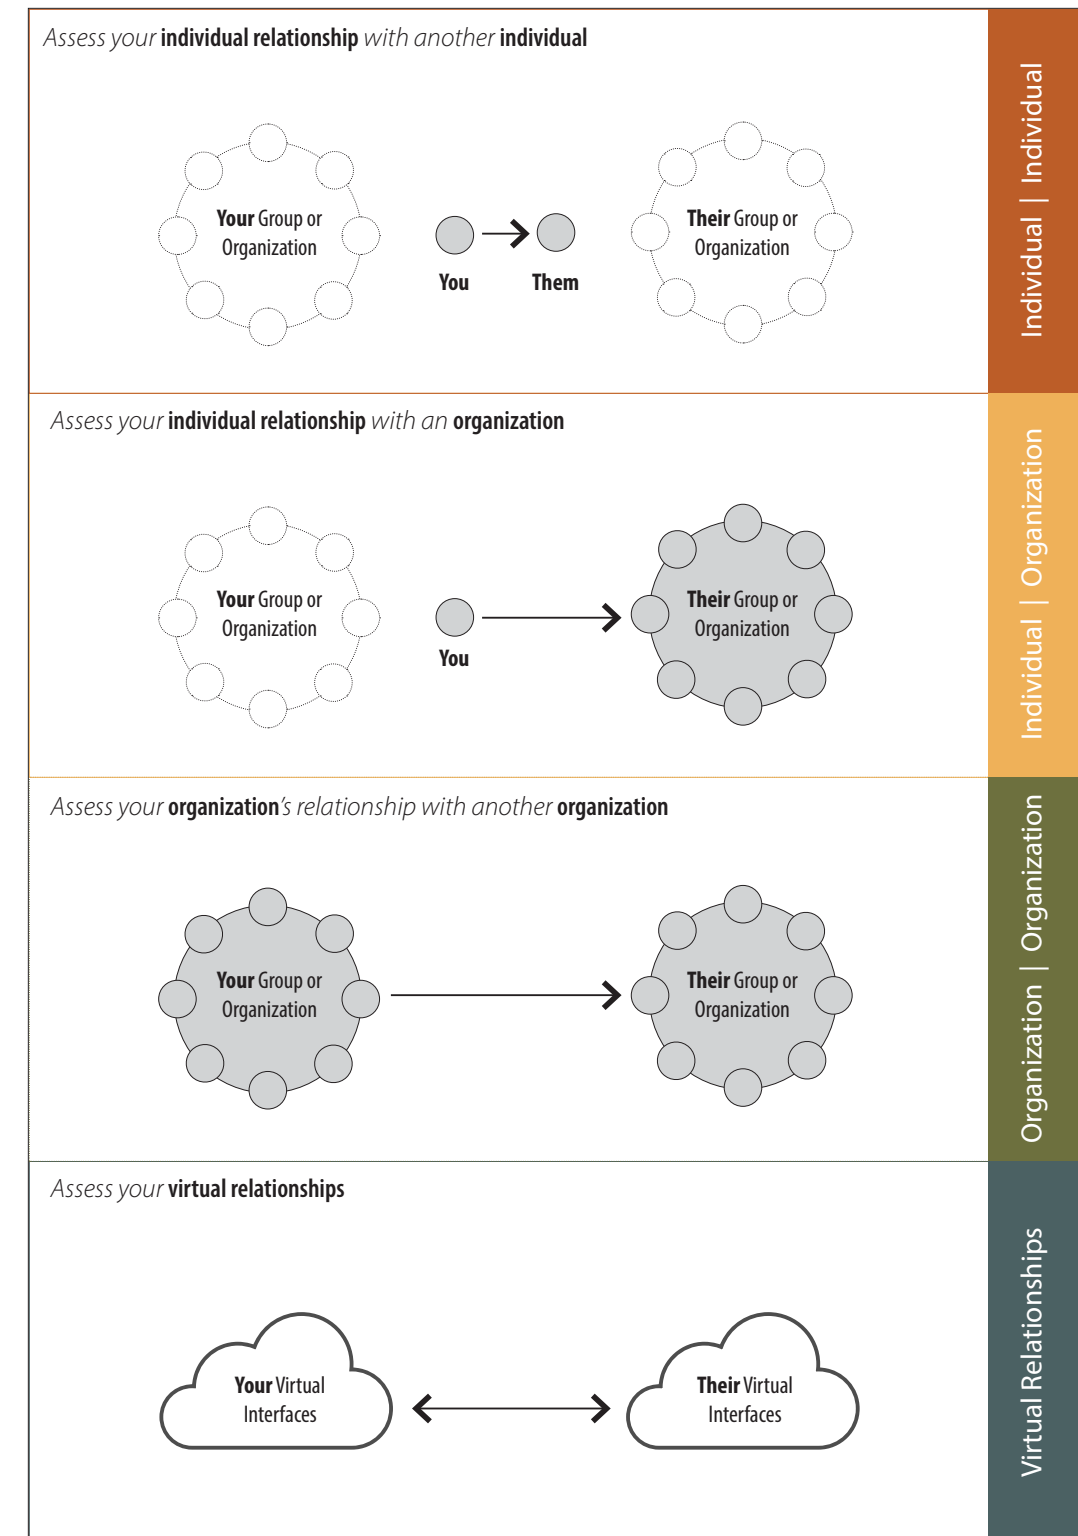 Assess your individual relationship with another individual
Your Group or
Organization
You
Them
Their Group or
Organization
Individual | Individual
Assess your individual relationship with an organization
Your Group or
Organization
You
Their Group or
Organization
Individual | Organization
Assess your organization's relationship with another organization
Your Group or
Organization
Their Group or
Organization
Organization | Organization
Assess your virtual relationships
Your Virtual
Interfaces
Their Virtual
Interfaces
Virtual Relationships